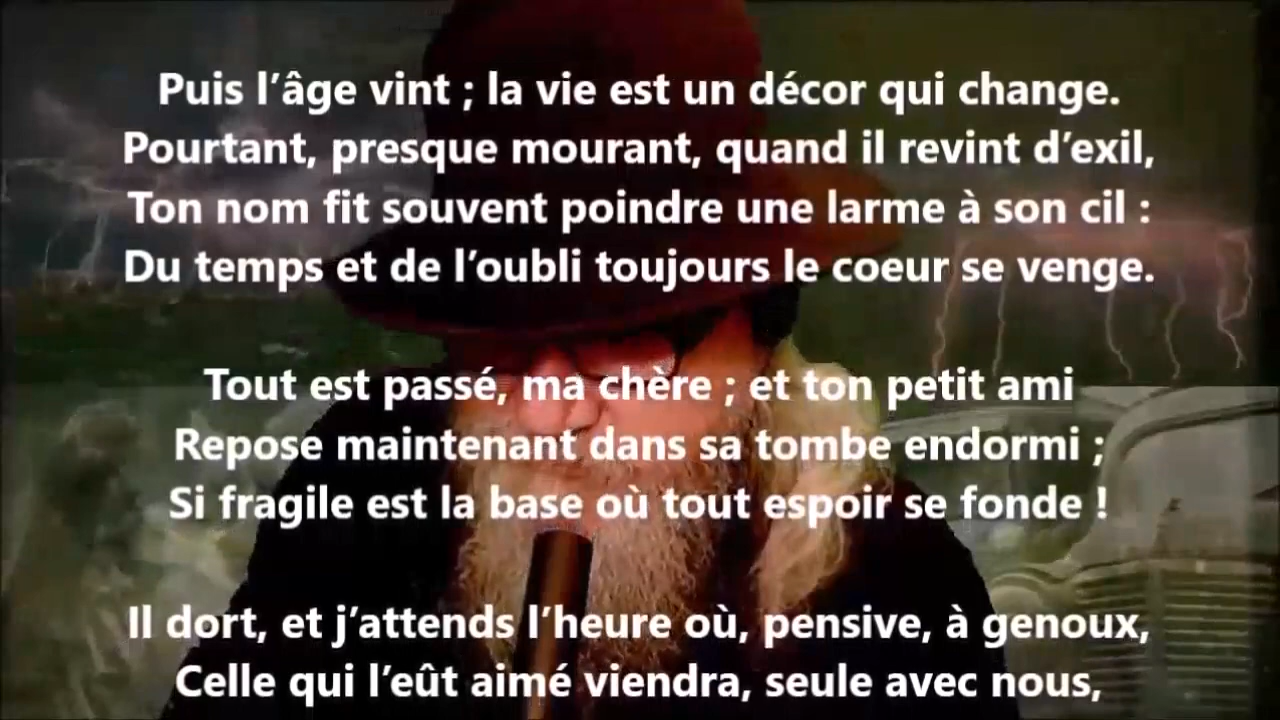 Puis l’âge vint ; la vie est un décor qui change.
Pourtant, presque mourant, quand il revint d’exil,
Ton nom fit souvent poindre une larme à son cil :
Du temps et de l’oubli toujours le coeur se venge.
Tout est passé, ma chère ; et ton petit ami
Repose maintenant dans sa tombe endormi ;
Si fragile est la base où tout espoir se fonde !
Il dort, et j’attends l’heure où, pensive, à genoux,
Celle qui l’eût aimé viendra, seule avec nous,